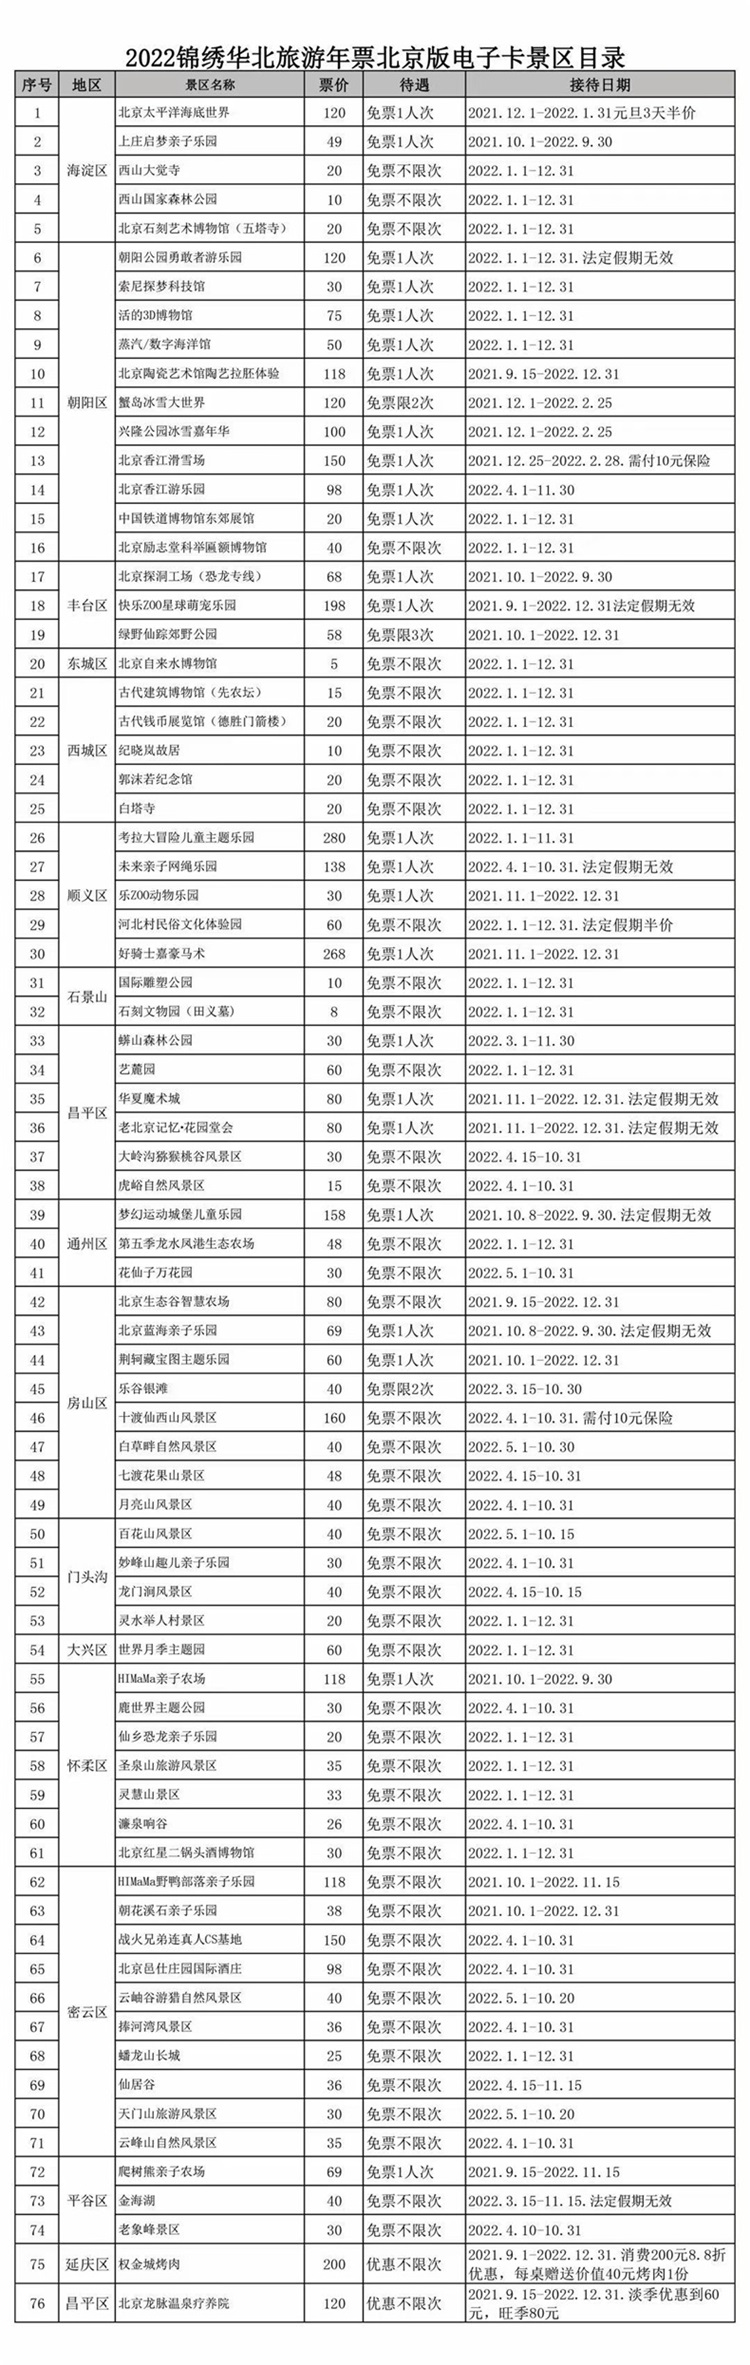 2022锦绣华北旅游年票北京版电子卡景区目录
序号 地区 景区名称 票价 待遇 接待日期
1 海淀区 北京太平洋海底世界 120 免票1人次 2021.12.1-2022.1.31元旦3天半价
2 上庄启梦亲子乐园 49 免票1人次 2021.10.1-2022.9.30
3 西山大觉寺 20 免票不限次 2022.1.1-12.31
4 西山国家森林公园 10 免票不限次 2022.1.1-12.31
5 北京石刻艺术博物馆（五塔寺） 20 免票不限次 2022.1.1-12.31
6 朝阳区 朝阳公园勇敢者游乐园 120 免票1人次 2022.1.1-12.31.法定假期无效
7 索尼探梦科技馆 30 免票1人次 2022.1.1-12.31
8 活的3D博物馆 75 免票1人次 2022.1.1-12.31
9 蒸汽/数字海洋馆 50 免票1人次 2022.1.1-12.31
10 北京陶瓷艺术馆陶艺拉胚体验 118 免票1人次 2021.9.15-2022.12.31
11 蟹岛冰雪大世界 120 免票限2次 2021.12.1-2022.2.25
12 兴隆公园冰雪嘉年华 100 免票1人次 2021.12.1-2022.2.25
13 北京香江滑雪场 150 免票1人次 2021.12.25-2022.2.28.需付10元保险
14 北京香江游乐园 98 免票1人次 2022.4.1-11.30
15 中国铁道博物馆东郊展馆 20 免票1人次 2022.1.1-12.31
16 北京励志堂科举匾额博物馆 40 免票不限次 2022.1.1-12.31
17 丰台区 北京探洞工场（恐龙专线） 68 免票1人次 2021.10.1-2022.9.30
18 快乐ZOO星球萌宠乐园 198 免票1人次 2021.9.1-2022.12.31法定假期无效
19 绿野仙踪郊野公园 58 免票限3次 2021.10.1-2022.12.31
20 东城区 北京自来水博物馆 5 免票不限次 2022.1.1-12.31
21 西城区 古代建筑博物馆（先农坛） 15 免票不限次 2022.1.1-12.31
22 古代钱币展览馆（德胜门箭楼） 20 免票不限次 2022.1.1-12.31
23 纪晓岚故居 10 免票不限次 2022.1.1-12.31
24 郭沫若纪念馆 20 免票不限次 2022.1.1-12.31
25 白塔寺 20 免票不限次 2022.1.1-12.31
26 顺义区 考拉大冒险儿童主题乐园 280 免票1人次 2022.1.1-11.31
27 未来亲子网绳乐园 138 免票1人次 2022.4.1-10.31.法定假期无效
28 乐ZOO动物乐园 30 免票1人次 2021.11.1-2022.12.31
29 河北村民俗文化体验园 60 免票不限次 2022.1.1-12.31.法定假期半价
30 好骑士嘉豪马术 268 免票1人次 2021.11.1-2022.12.31
31 石景山 国际雕塑公园 10 免票不限次 2022.1.1-12.31
32 石刻文物园（田义墓） 8 免票不限次 2022.1.1-12.31
33 昌平区 蟒山森林公园 30 免票1人次 2022.3.1-11.30
34 艺麓园 60 免票不限次 2022.1.1-12.31
35 华夏魔术城 80 免票1人次 2021.11.1-2022.12.31.法定假期无效
36 老北京记忆•花园堂会 80 免票1人次 2021.11.1-2022.12.31.法定假期无效
37 大岭沟猕猴桃谷风景区 30 免票不限次 2022.4.15-10.31
38 虎峪自然风景区 15 免票不限次 2022.4.1-10.31
39 通州区 梦幻运动城堡儿童乐园 158 免票1人次 2021.10.8-2022.9.30.法定假期无效
40 第五季龙水凤港生态农场 48 免票不限次 2022.1.1-12.31
41 花仙子万花园 30 免票不限次 2022.5.1-10.31
42 房山区 北京生态谷智慧农场 80 免票不限次 2021.9.15-2022.12.31
43 北京蓝海亲子乐园 69 免票1人次 2021.10.8-2022.9.30.法定假期无效
44 荆轲藏宝图主题乐园 60 免票1人次 2021.10.1-2022.12.31
45 乐谷银滩 40 免票限2次 2022.3.15-10.30
46 十渡仙西山风景区 160 免票不限次 2022.4.1-10.31.需付10元保险
47 白草畔自然风景区 40 免票不限次 2022.5.1-10.30
48 七渡花果山景区 48 免票不限次 2022.4.15-10.31
49 月亮山风景区 40 免票不限次 2022.4.1-10.31
50 门头沟 百花山风景区 40 免票不限次 2022.5.1-10.15
51 妙峰山趣儿亲子乐园 30 免票不限次 2022.4.1-10.31
52 龙门涧风景区 40 免票不限次 2022.4.15-10.15
53 灵水举人村景区 20 免票不限次 2022.1.1-12.31
54 大兴区 世界月季主题园 60 免票不限次 2022.1.1-12.31
55 怀柔区 HIMaMa亲子农场 118 免票1人次 2021.10.1-2022.9.30
56 鹿世界主题公园 30 免票不限次 2022.4.1-10.31
57 仙乡恐龙亲子乐园 20 免票不限次 2022.1.1-12.31
58 圣泉山旅游风景区 35 免票不限次 2022.1.1-12.31
59 灵慧山景区 33 免票不限次 2022.1.1-12.31
60 濂泉响谷 26 免票不限次 2022.4.1-10.31
61 北京红星二锅头酒博物馆 30 免票不限次 2022.1.1-12.31
62 密云区 HIMaMa野鸭部落亲子乐园 118 免票不限次 2021.10.1-2022.11.15
63 朝花溪石亲子乐园 38 免票不限次 2021.10.1-2022.12.31
64 战火兄弟连真人CS基地 150 免票不限次 2022.4.1-10.31
65 北京邑仕庄园国际酒庄 98 免票不限次 2022.4.1-10.31
66 云岫谷游猎自然风景区 40 免票不限次 2022.5.1-10.20
67 捧河湾风景区 36 免票不限次 2022.4.1-10.31
68 蟠龙山长城 25 免票不限次 2022.1.1-12.31
69 仙居谷 36 免票不限次 2022.4.15-11.15
70 天门山旅游风景区 30 免票不限次 2022.5.1-10.20
71 云峰山自然风景区 35 免票不限次 2022.4.1-10.31
72 平谷区 爬树熊亲子农场 69 免票1人次 2021.9.15-2022.11.15
73 金海湖 40 免票不限次 2022.3.15-11.15.法定假期无效
74 老象峰景区 30 免票不限次 2022.4.10-10.31
75 延庆区 权金城烤肉 200 优惠不限次 2021.9.1-2022.12.31.消费200元8.8折
优惠，每桌赠送价值40元烤肉1份
76 昌平区 北京龙脉温泉疗养院 120 优惠不限次 2021.9.15-2022.12.31.淡季优惠到60
元，旺季80元